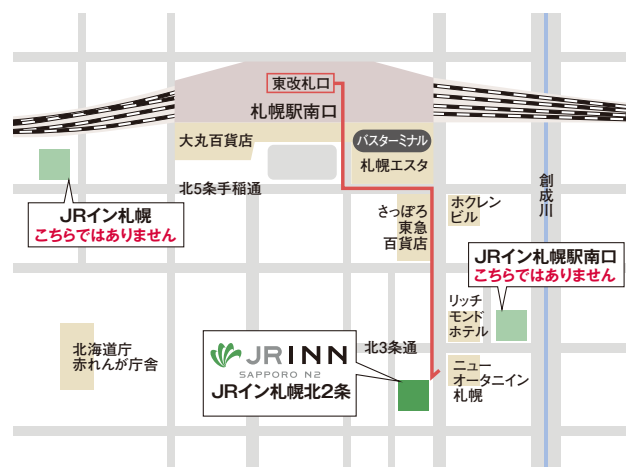 東改札口
札幌駅南口
大丸百貨店
バスターミナル
札幌エスタ
北5条手稲通
創成川
JRイン札幌
こちらではありません
さっぽろ
東急
百貨店
ホクレン
ビル
JRイン札幌駅南口
こちらではありません
リッチ
モンド
ホテル
北3条通
北海道庁
赤れんが庁舎
JRINN
SAPPORO N2
JRイン札幌北2条
ニュー
オータニイン
札幌